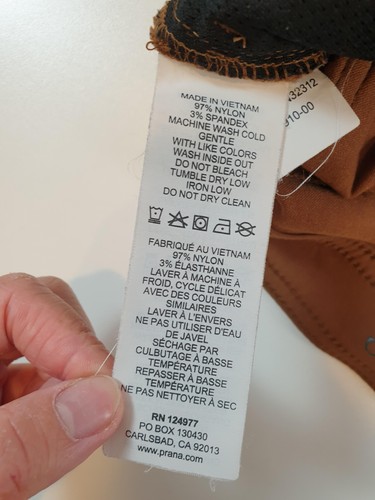 MADE IN VIETNAM
97% NYLON
3% SPANDEX
MACHINE WASH COLD
GENTLE
WITH LIKE COLORS
WASH INSIDE OUT
DO NOT BLEACH
TUMBLE DRY LOW
IRON LOW
DO NOT DRY CLEAN
FABRIQUÉ AU VIETNAM
97% NYLON
3% ÉLASTHANNE
LAVER À MACHINE À
FROID, CYCLE DÉLICAT
AVEC DES COULEURS
SIMILAIRES
LAVER À L'ENVERS
NE PAS UTILISER D'EAU
DE JAVEL
SÉCHAGE PAR
CULBUTAGE À BASSE
TEMPÉRATURE
REPASSER À BASSE
TEMPÉRATURE
NE PAS NETTOYER À SEC
RN 124977
PO BOX 130430
CARLSBAD, CA 92013
www.prana.com
32312
10-00